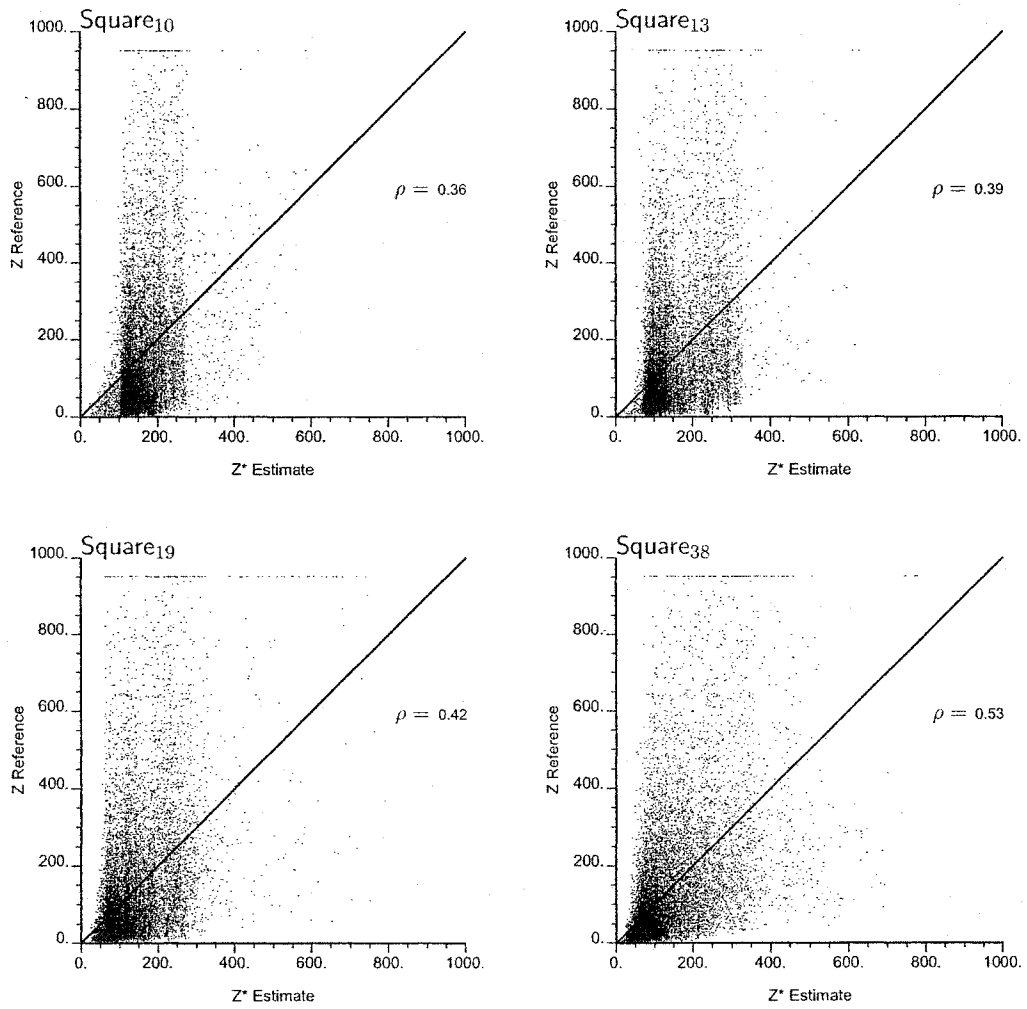 Square10
1000.
800.
600.
400.
200.
0.
Z Reference
ρ = 0.36
0. 200. 400. 600. 800. 1000.
Z* Estimate
Square13
1000.
800.
600.
400.
200.
0.
Z Reference
ρ = 0.39
0. 200. 400. 600. 800. 1000.
Z* Estimate
Square19
1000.
800.
600.
400.
200.
0.
Z Reference
ρ = 0.42
0. 200. 400. 600. 800. 1000.
Z* Estimate
Square38
1000.
800.
600.
400.
200.
0.
Z Reference
ρ = 0.53
0. 200. 400. 600. 800. 1000.
Z* Estimate